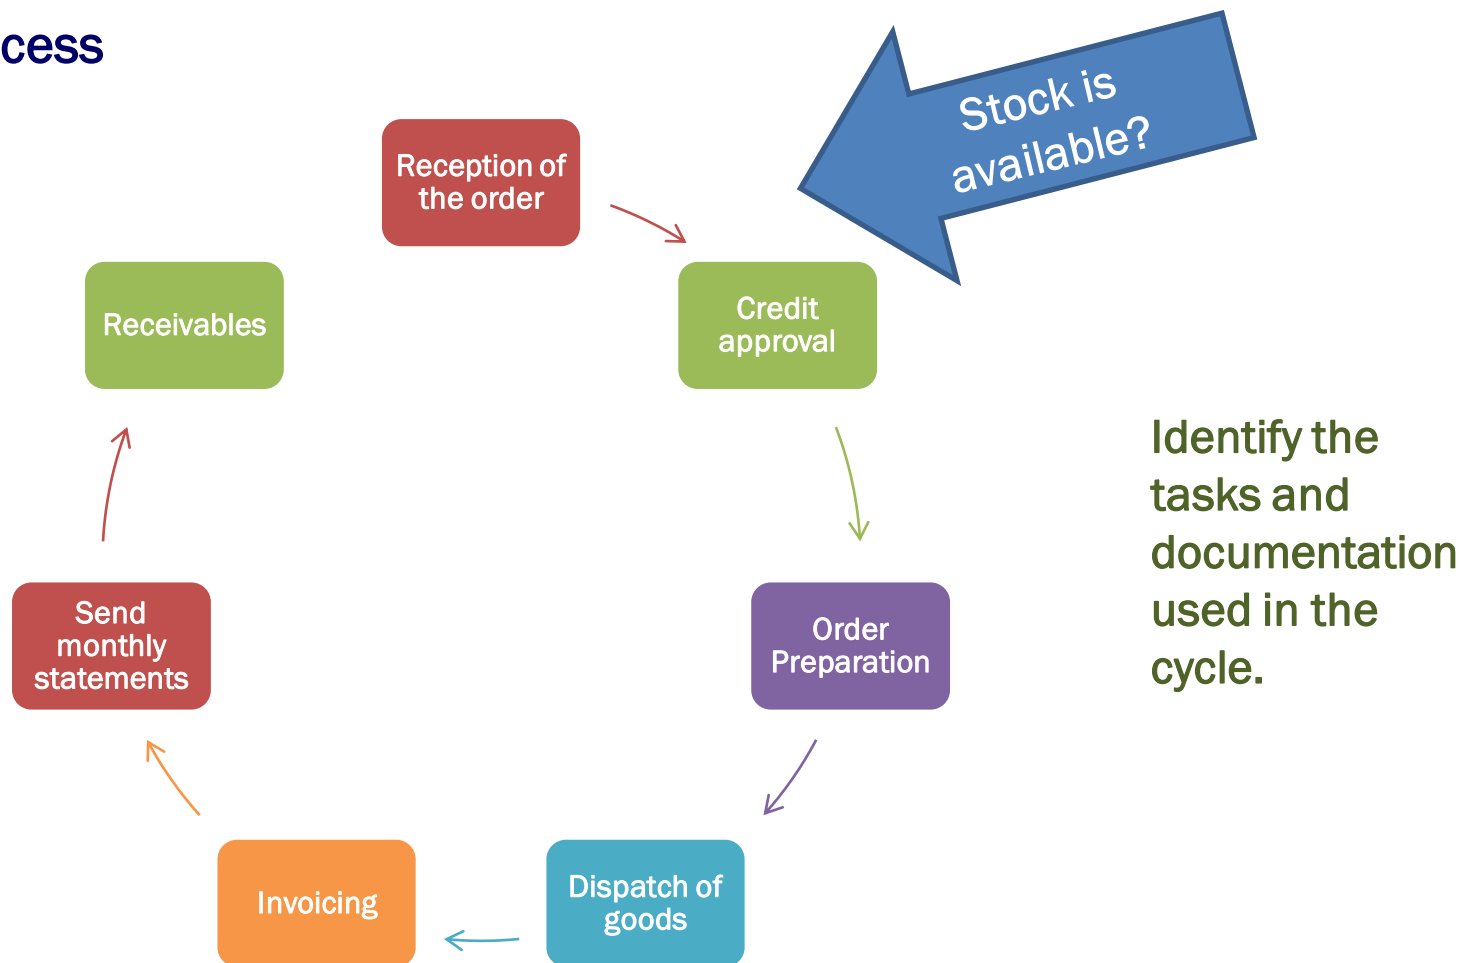 cess
Stock is
available?
Reception of
the order
Credit
approval
Receivables
Identify the
tasks and
documentation
used in the
cycle.
Order
Preparation
Send
monthly
statements
Dispatch of
goods
Invoicing